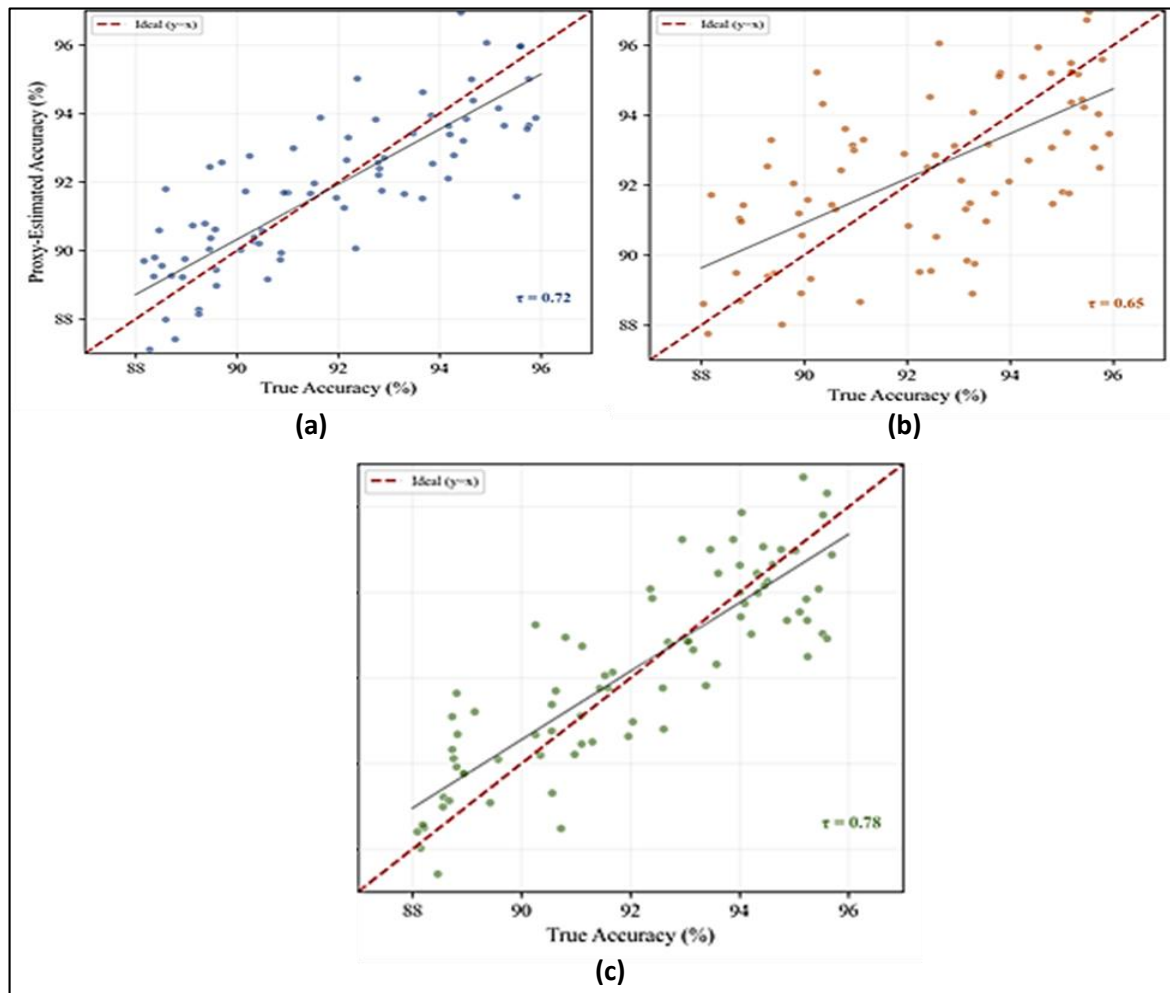 Ideal (y=x)
96
94
92
90
88
Proxy-Estimated Accuracy (%)
τ = 0.72
88 90 92 94 96
True Accuracy (%)
(a)
Ideal (y=x)
96
94
92
90
88
τ = 0.65
88 90 92 94 96
True Accuracy (%)
(b)
Ideal (y=x)
τ = 0.78
88 90 92 94 96
True Accuracy (%)
(c)